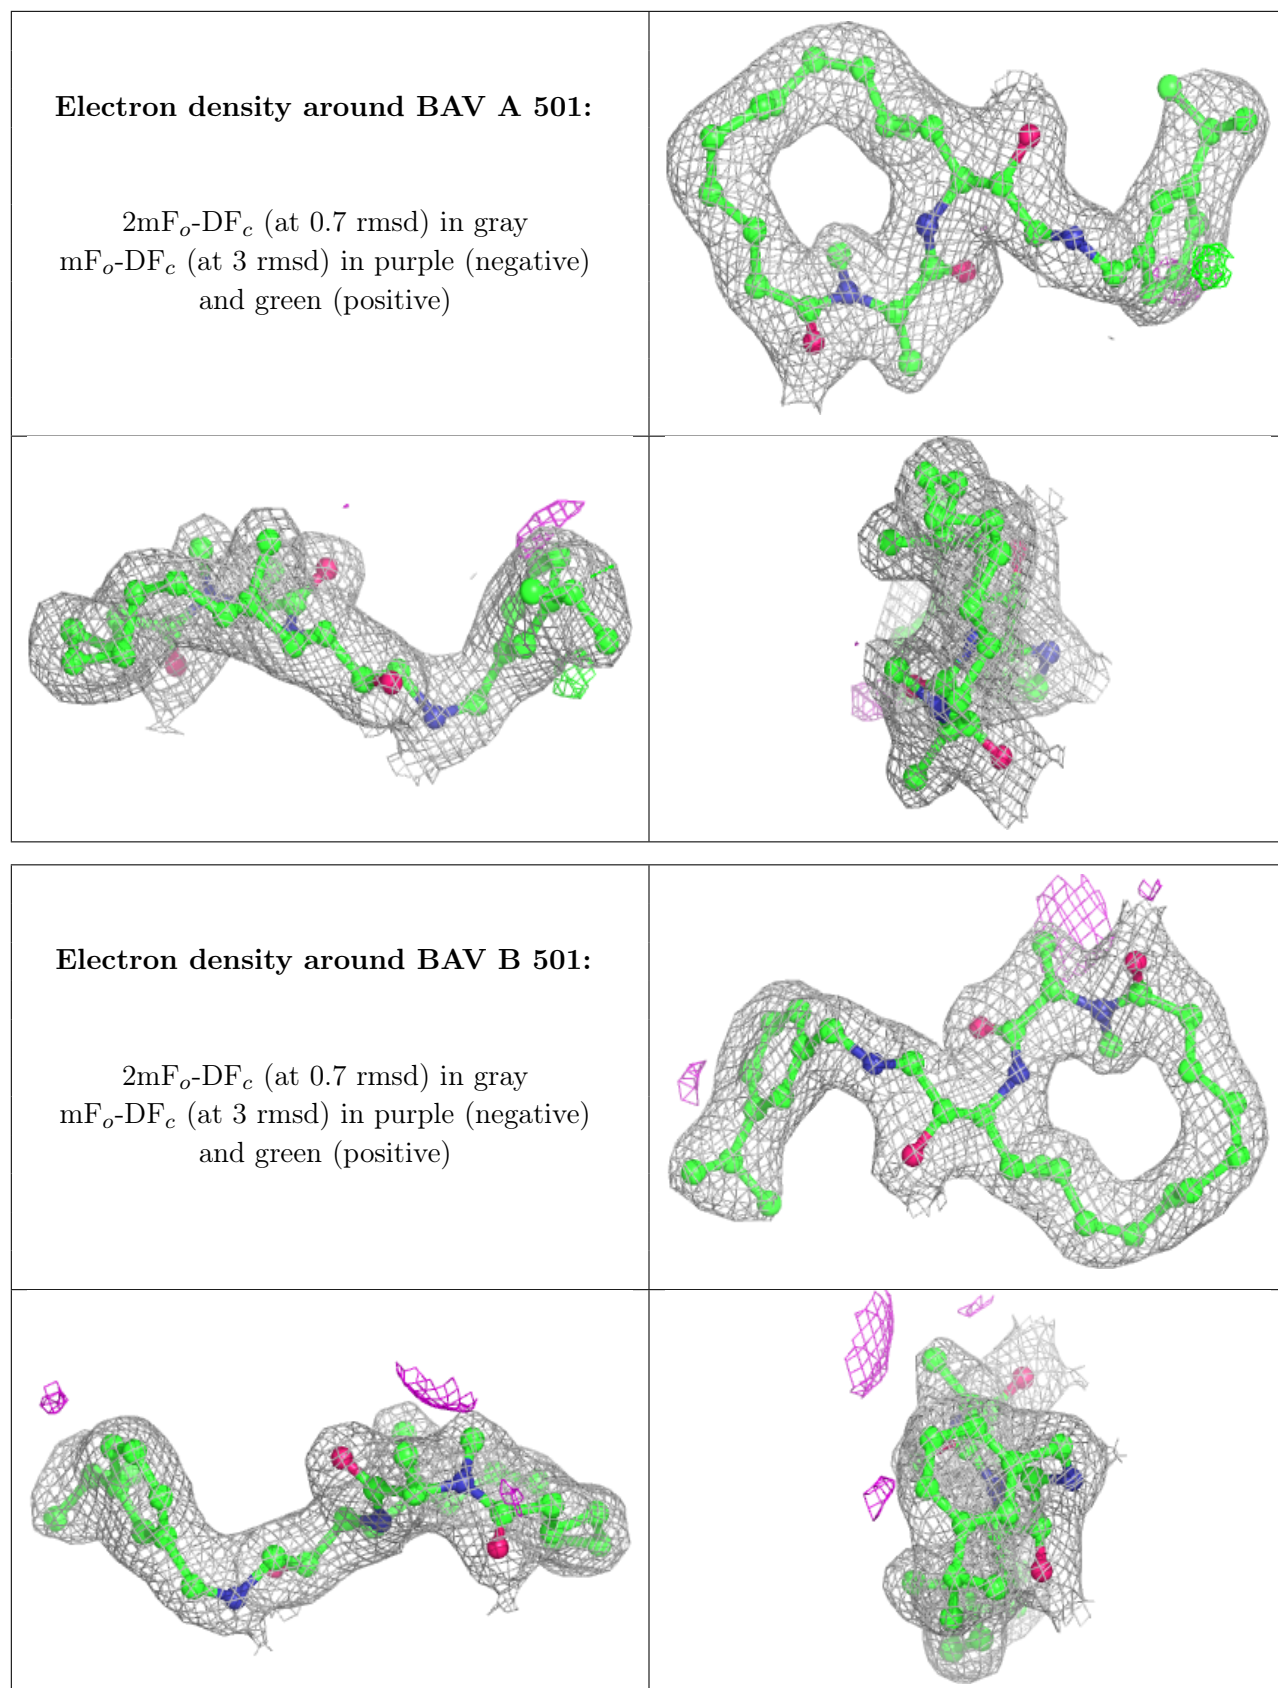 Electron density around BAV A 501:
2mFo-DFc (at 0.7 rmsd) in gray
mFo-DFc (at 3 rmsd) in purple (negative)
and green (positive)
Electron density around BAV B 501:
2mFo-DFc (at 0.7 rmsd) in gray
mFo-DFc (at 3 rmsd) in purple (negative)
and green (positive)